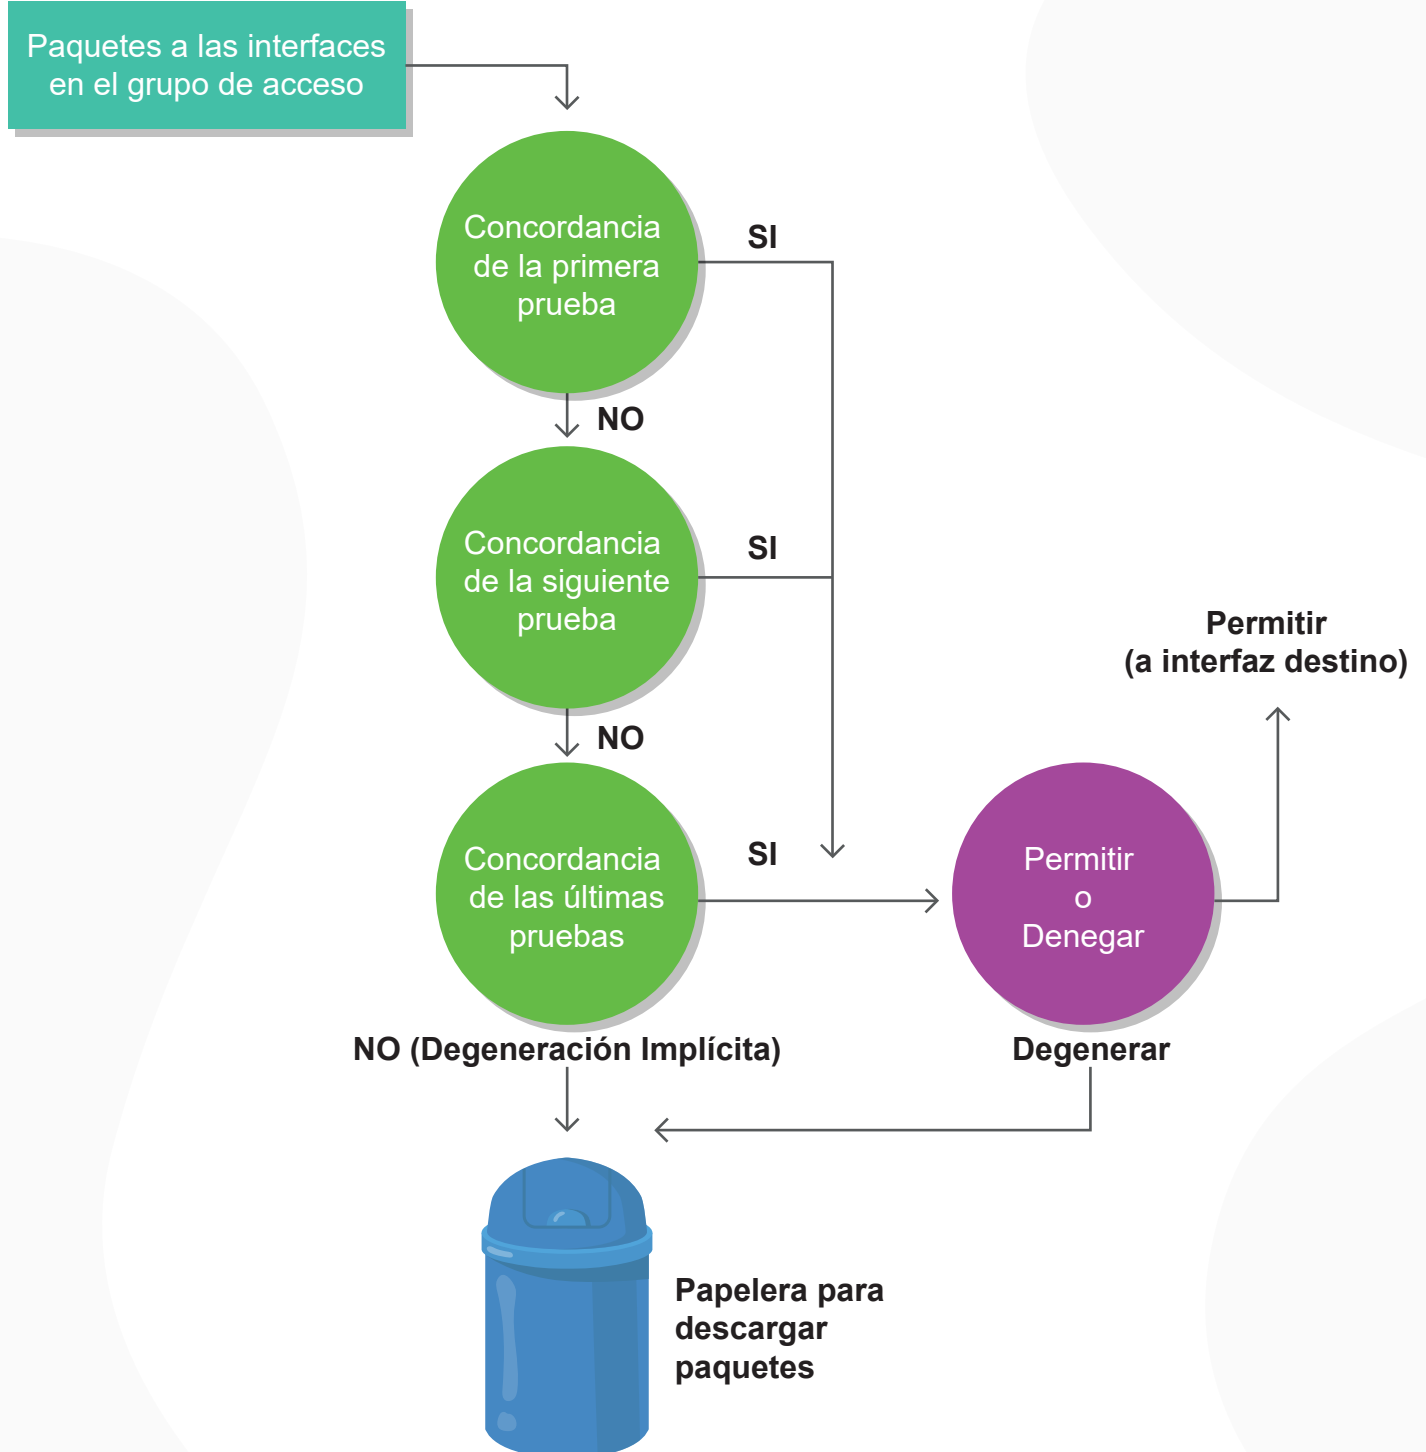 Paquetes a las interfaces
en el grupo de acceso
Concordancia
de la primera
prueba
SI
NO
Concordancia
de la siguiente
prueba
SI
Permitir
(a interfaz destino)
NO
Concordancia
de las últimas
pruebas
SI
Permitir
o
Denegar
NO (Degeneración Implícita)
Degenerar
Papelera para
descargar
paquetes